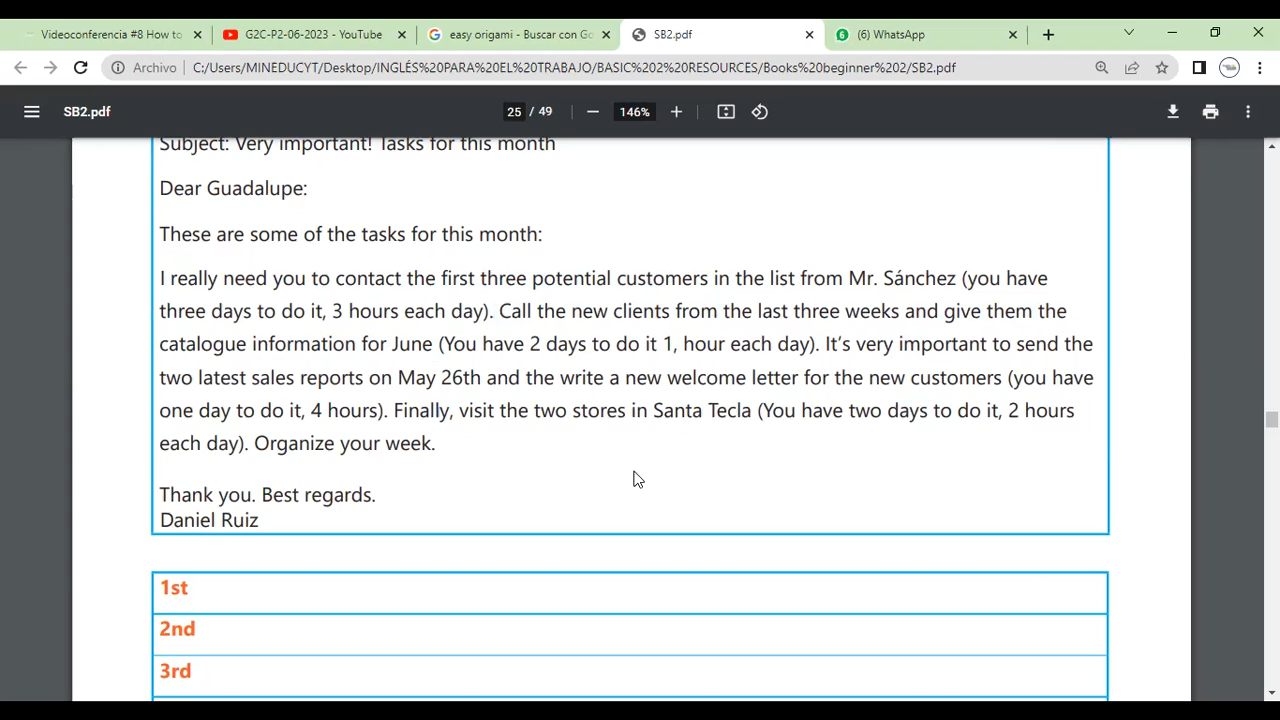 Videoconferencia #8 How to
G2C-P2-06-2023 - YouTube
easy origami - Buscar con Go
SB2.pdf
(6) WhatsApp
Archivo
C:/Users/MINEDUCYT/Desktop/INGLÉS%20PARA%20EL%20TRABAJO/BASIC%202%20RESOURCES/Books%20beginner%202/SB2.pdf
SB2.pdf
25 / 49
146%
Subject: Very important! Tasks for this month
Dear Guadalupe:
These are some of the tasks for this month:
I really need you to contact the first three potential customers in the list from Mr. Sánchez (you have
three days to do it, 3 hours each day). Call the new clients from the last three weeks and give them the
catalogue information for June (You have 2 days to do it 1, hour each day). It's very important to send the
two latest sales reports on May 26th and the write a new welcome letter for the new customers (you have
one day to do it, 4 hours). Finally, visit the two stores in Santa Tecla (You have two days to do it, 2 hours
each day). Organize your week.
Thank you. Best regards.
Daniel Ruiz
1st
2nd
3rd